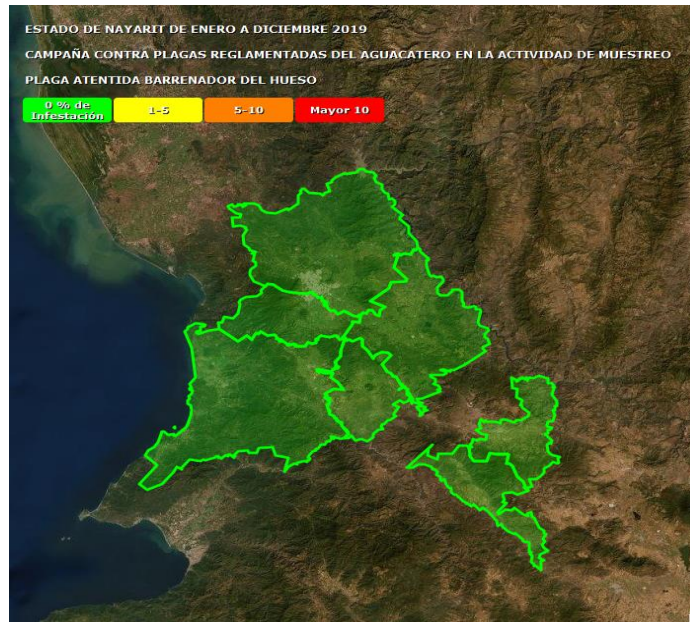 ESTADO DE NAYARIT DE ENERO A DICIEMBRE 2019
CAMPAÑA CONTRA PLAGAS REGLAMENTADAS DEL AGUACATERO EN LA ACTIVIDAD DE MUESTREO
PLAGA ATENTIDA BARRENADOR DEL HUESO
0 % de
Infestación
1-5
5-10
Mayor 10